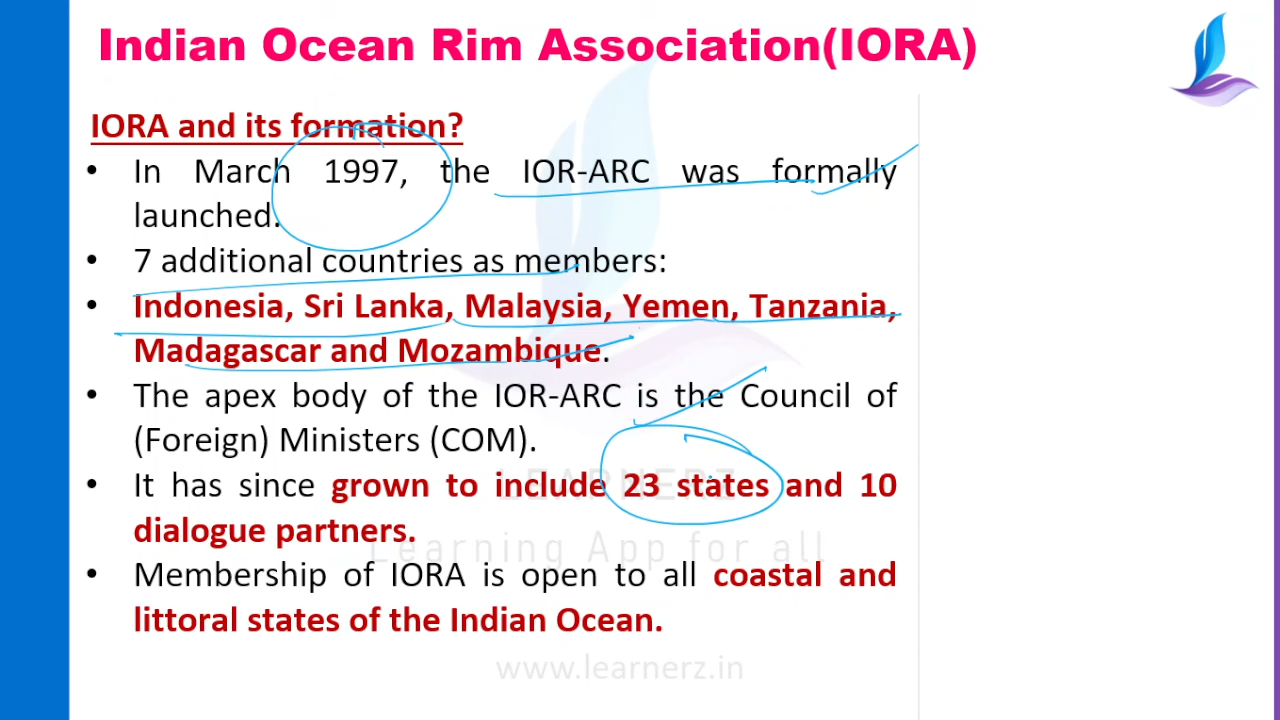 Indian Ocean Rim Association(IORA)
IORA and its formation?
• In March 1997, the IOR-ARC was formally
launched.
• 7 additional countries as members:
• Indonesia, Sri Lanka, Malaysia, Yemen, Tanzania,
Madagascar and Mozambique.
• The apex body of the IOR-ARC is the Council of
(Foreign) Ministers (COM).
• It has since grown to include 23 states and 10
dialogue partners.
• Membership of IORA is open to all coastal and
littoral states of the Indian Ocean.
LEARNERZ
Learning App for all
www.learnerz.in